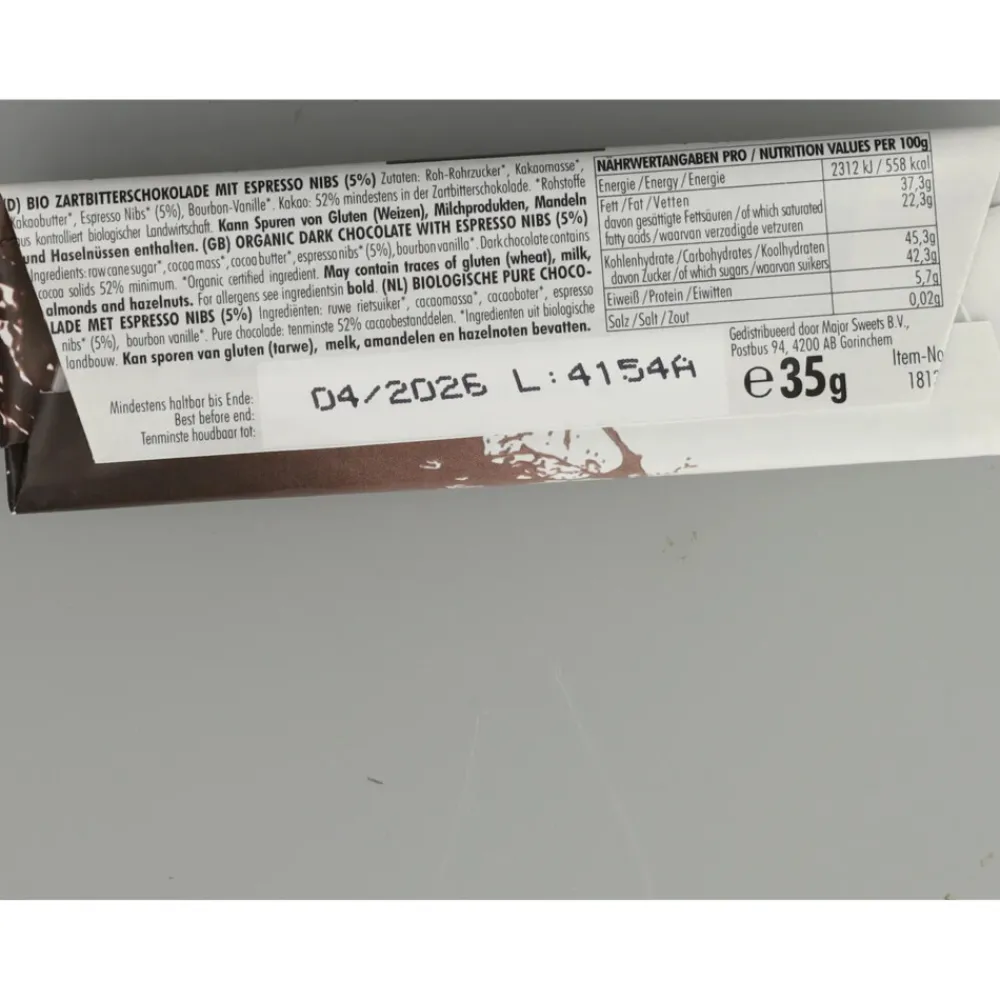 D) BIO ZARTBITTERSCHOKOLADE MIT ESPRESSO NIBS (5%) Zutaten: Roh-Rohrzucker*, Kakaomasse*,
Kakaobutter*, Espresso Nibs* (5%), Bourbon-Vanille*. Kakao: 52% mindestens in der Zartbitterschokolade. *Rohstoffe
aus kontrolliert biologischer Landwirtschaft. Kann Spuren von Gluten (Weizen), Milchprodukten, Mandeln
und Haselnüssen enthalten. (GB) ORGANIC DARK CHOCOLATE WITH ESPRESSO NIBS (5%)
Ingredients: raw cane sugar*, cocoa mass*, cocoa butter*, espresso nibs* (5%), bourbon vanilla*. Dark chocolate contains
cocoa solids 52% minimum. *Organic certified ingredient. May contain traces of gluten (wheat), milk,
almonds and hazelnuts. For allergens see ingredientsin bold. (NL) BIOLOGISCHE PURE CHOCO-
LADE MET ESPRESSO NIBS (5%) Ingrediënten: ruwe rietsuiker*, cacaomassa*, cacaoboter*, espresso
nibs* (5%), bourbon vanille*. Pure chocolade: tenminste 52% cacaobestanddelen. *Ingredienten uit biologische
landbouw. Kan sporen van gluten (tarwe), melk, amandelen en hazelnoten bevatten.
NÄHRWERTANGABEN PRO / NUTRITION VALUES PER 100g
Energie /Energy / Energie 2312 kJ / 558 kcal
Fett /Fat /Vetten 37,3g
davon gesättigte Fettsäuren /of which saturated 22,3g
fatty acids /waarvan verzadigde vetzuren
Kohlenhydrate /Carbohydrates /Koolhydraten 45,3g
davon Zucker /of which sugars /waarvan suikers 42,3g
Eiweiß /Protein /Eiwitten 5,7g
Salz /Salt /Zout 0,02g
Gedistribueerd door Major Sweets B.V.,
Postbus 94, 4200 AB Gorinchem
Mindestens haltbar bis Ende:
Best before end:
Tenminste houdbaar tot:
04/2026 L:4154A
e35g
Item-No
181